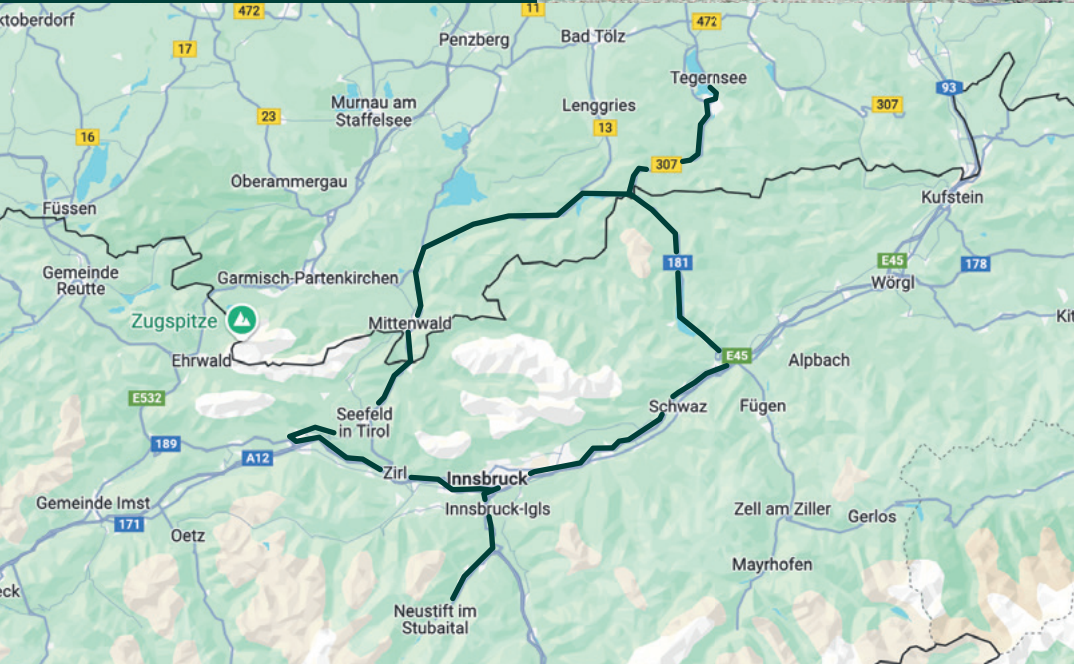 ktoberdorf
472
11
17
Penzberg
Bad Tölz
472
Tegernsee
93
Murnau am
Staffelsee
23
Lenggries
13
307
16
307
Oberammergau
Füssen
Kufstein
Gemeinde
Reutte
Garmisch-Partenkirchen
181
E45
178
Wörgl
Zugspitze
Mittenwald
Kit
Ehrwald
E45
Alpbach
E532
Seefeld
in Tirol
Schwaz
Fügen
189
A12
Zirl
Innsbruck
Gemeinde Imst
171
Innsbruck-Igls
Zell am Ziller
Gerlos
Oetz
Mayrhofen
eck
Neustift im
Stubaital